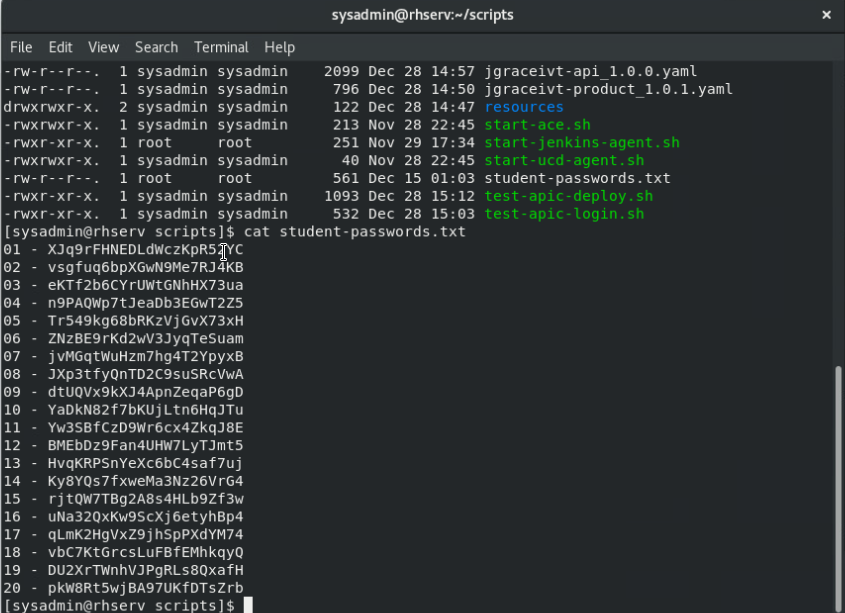 sysadmin@rhserv:~/scripts ×
File Edit View Search Terminal Help
-rw-r--r--. 1 sysadmin sysadmin 2099 Dec 28 14:57 jgraceivt-api_1.0.0.yaml
-rw-r--r--. 1 sysadmin sysadmin 796 Dec 28 14:50 jgraceivt-product_1.0.1.yaml
drwxrwxr-x. 2 sysadmin sysadmin 122 Dec 28 14:47 resources
-rwxrwxr-x. 1 sysadmin sysadmin 213 Nov 28 22:45 start-ace.sh
-rwxr-xr-x. 1 root root 251 Nov 29 17:34 start-jenkins-agent.sh
-rwxrwxr-x. 1 sysadmin sysadmin 40 Nov 28 22:45 start-ucd-agent.sh
-rw-r--r--. 1 root root 561 Dec 15 01:03 student-passwords.txt
-rwxr-xr-x. 1 sysadmin sysadmin 1093 Dec 28 15:12 test-apic-deploy.sh
-rwxr-xr-x. 1 sysadmin sysadmin 532 Dec 28 15:03 test-apic-login.sh
[sysadmin@rhserv scripts]$ cat student-passwords.txt
01 - XJq9rFHNEDLdWczKpR52YC
02 - vsgfuq6bpXGwN9Me7RJ4KB
03 - eKTf2b6CYrUWtGNhHX73ua
04 - n9PAQWp7tJeaDb3EGwT2Z5
05 - Tr549kg68bRKzVjGvX73xH
06 - ZNzBE9rKd2wV3JyqTeSuam
07 - jvMGqtWuHzm7hg4T2YpyxB
08 - JXp3tfyQnTD2C9suSRcVwA
09 - dtUQVx9kXJ4ApnZeqaP6gD
10 - YaDkN82f7bKUjLtn6HqJTu
11 - Yw3SBfCzD9Wr6cx4ZkqJ8E
12 - BMEbDz9Fan4UHW7LyTJmt5
13 - HvqKRPSnYeXc6bC4saf7uj
14 - Ky8YQs7fxweMa3Nz26VrG4
15 - rjtQW7TBg2A8s4HLb9Zf3w
16 - uNa32QxKw9ScXj6etyhBp4
17 - qLmK2HgVxZ9jhSpPXdYM74
18 - vbC7KtGrcsLuFBfEMhkqyQ
19 - DU2XrTWnhVJPgRLs8QxafH
20 - pkW8Rt5wjBA97UKfDTsZrb
[sysadmin@rhserv scripts]$